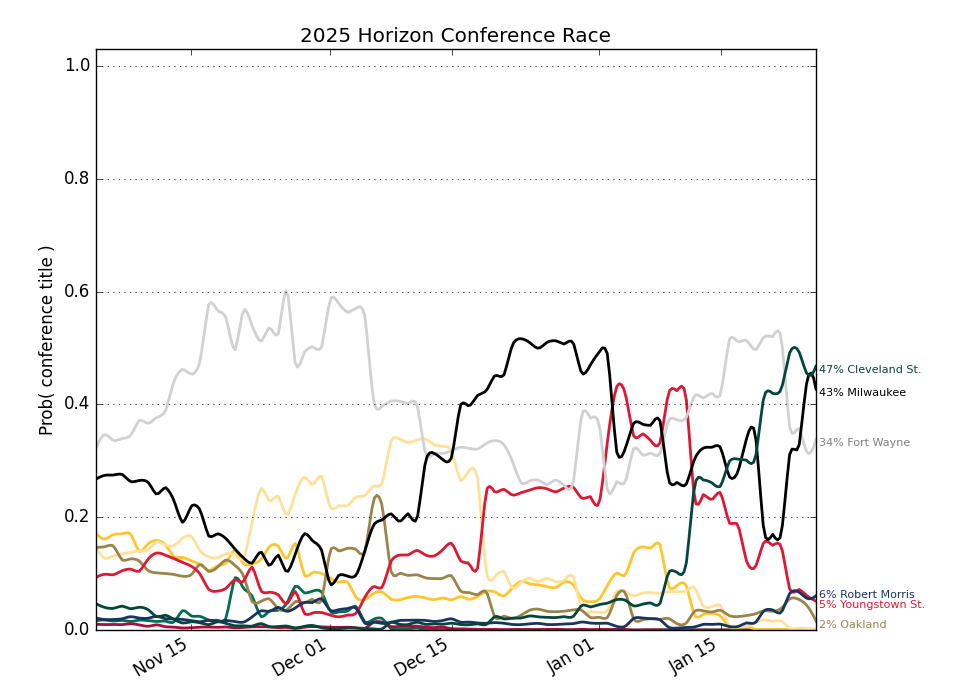 2025 Horizon Conference Race
Prob( conference title )
1.0
0.8
0.6
0.4
0.2
0.0
47% Cleveland St.
43% Milwaukee
34% Fort Wayne
6% Robert Morris
5% Youngstown St.
2% Oakland
Nov 15
Dec 01
Dec 15
Jan 01
Jan 15